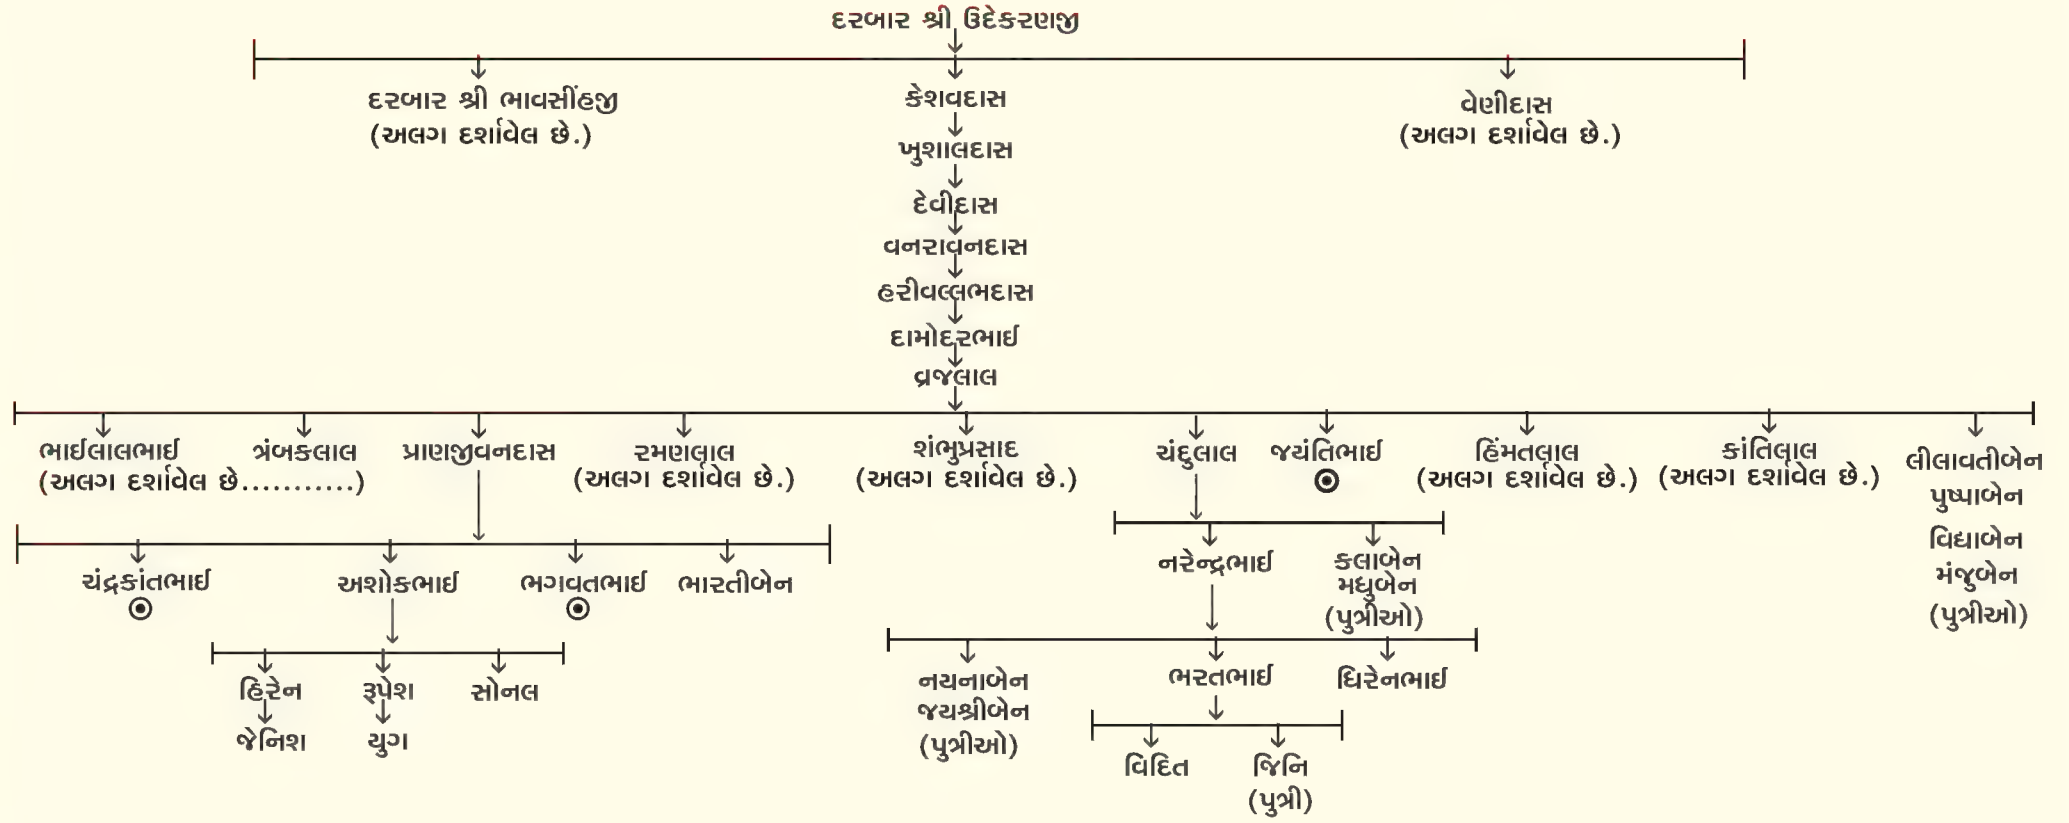 દરબાર શ્રી ઉદેકરણજી
દરબાર શ્રી ભાવસીંહજી
(અલગ દર્શાવેલ છે.)
કેશવદાસ
વેણીદાસ
(અલગ દર્શાવેલ છે.)
ખુશાલદાસ
દેવીદાસ
વનરાવનદાસ
હરીવલ્લભદાસ
દામોદરભાઈ
વ્રજલાલ
ભાઈલાલભાઈ ત્રંબકલાલ પ્રાણજીવનદાસ રમણલાલ શંભુપ્રસાદ ચંદુલાલ જયંતિભાઈ હિંમતલાલ કાંતિલાલ લીલાવતીબેન
(અલગ દર્શાવેલ છે...........) (અલગ દર્શાવેલ છે.) (અલગ દર્શાવેલ છે.) (અલગ દર્શાવેલ છે.) (અલગ દર્શાવેલ છે.)
પુષ્પાબેન
વિદ્યાબેન
મંજુબેન
(પુત્રીઓ)
ચંદ્રકાંતભાઈ અશોકભાઈ ભગવતભાઈ ભારતીબેન
નરેન્દ્રભાઈ કલાબેન
મધુબેન
(પુત્રીઓ)
હિરેન રૂપેશ સોનલ
જેનિશ યુગ
નયનાબેન ભરતભાઈ ધિરેનભાઈ
જયશ્રીબેન
(પુત્રીઓ)
વિદિત જિનિ
(પુત્રી)